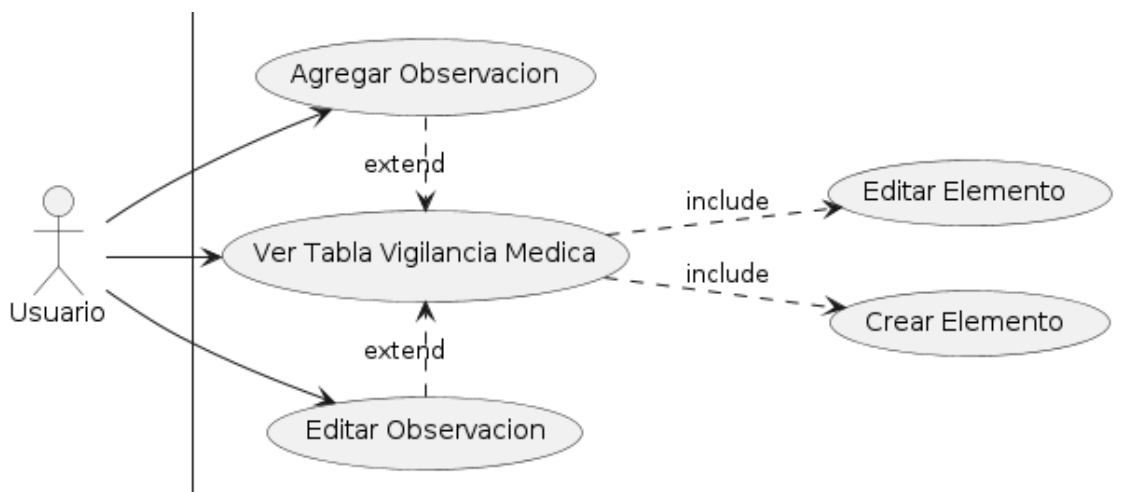 Agregar Observacion
extend
Editar Elemento
include
Ver Tabla Vigilancia Medica
include
Usuario
Crear Elemento
extend
Editar Observacion